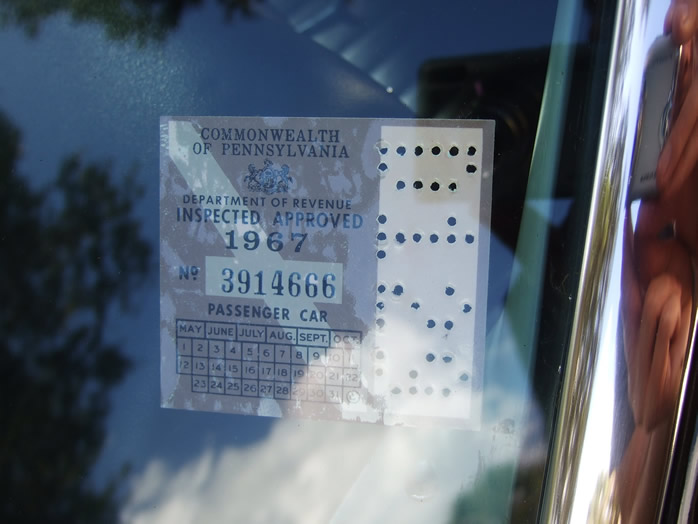 COMMONWEALTH
OF PENNSYLVANIA
DEPARTMENT OF REVENUE
INSPECTED APPROVED
1967
Nº 3914666
PASSENGER CAR
MAY JUNE JULY AUG. SEPT. OCT.
1 2 3 4 5 6 7 8 9 10 11
12 13 14 15 16 17 18 19 20 21 22
23 24 25 26 27 28 29 30 31 C